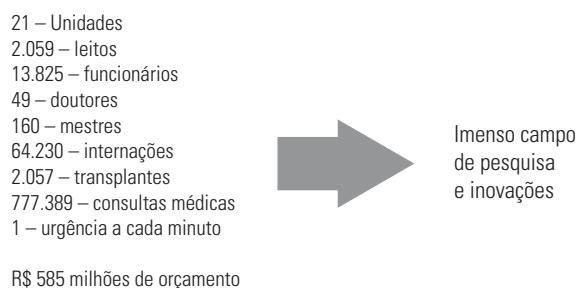 21 – Unidades
2.059 – leitos
13.825 – funcionários
49 – doutores
160 – mestres
64.230 – internações
2.057 – transplantes
777.389 – consultas médicas
1 – urgência a cada minuto
R$ 585 milhões de orçamento
Imenso campo
de pesquisa
e inovações